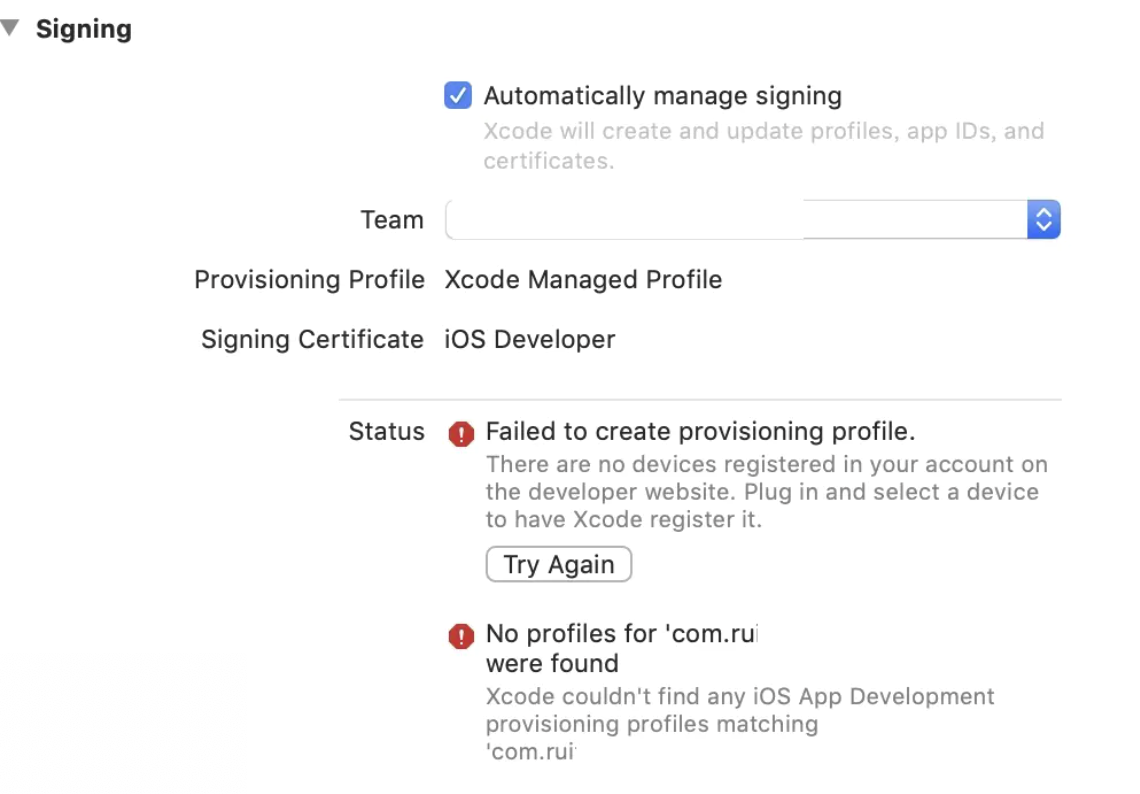 Signing
Automatically manage signing
Xcode will create and update profiles, app IDs, and
certificates.
Team
Provisioning Profile Xcode Managed Profile
Signing Certificate iOS Developer
Status Failed to create provisioning profile.
There are no devices registered in your account on
the developer website. Plug in and select a device
to have Xcode register it.
Try Again
No profiles for 'com.rui
were found
Xcode couldn't find any iOS App Development
provisioning profiles matching
'com.rui